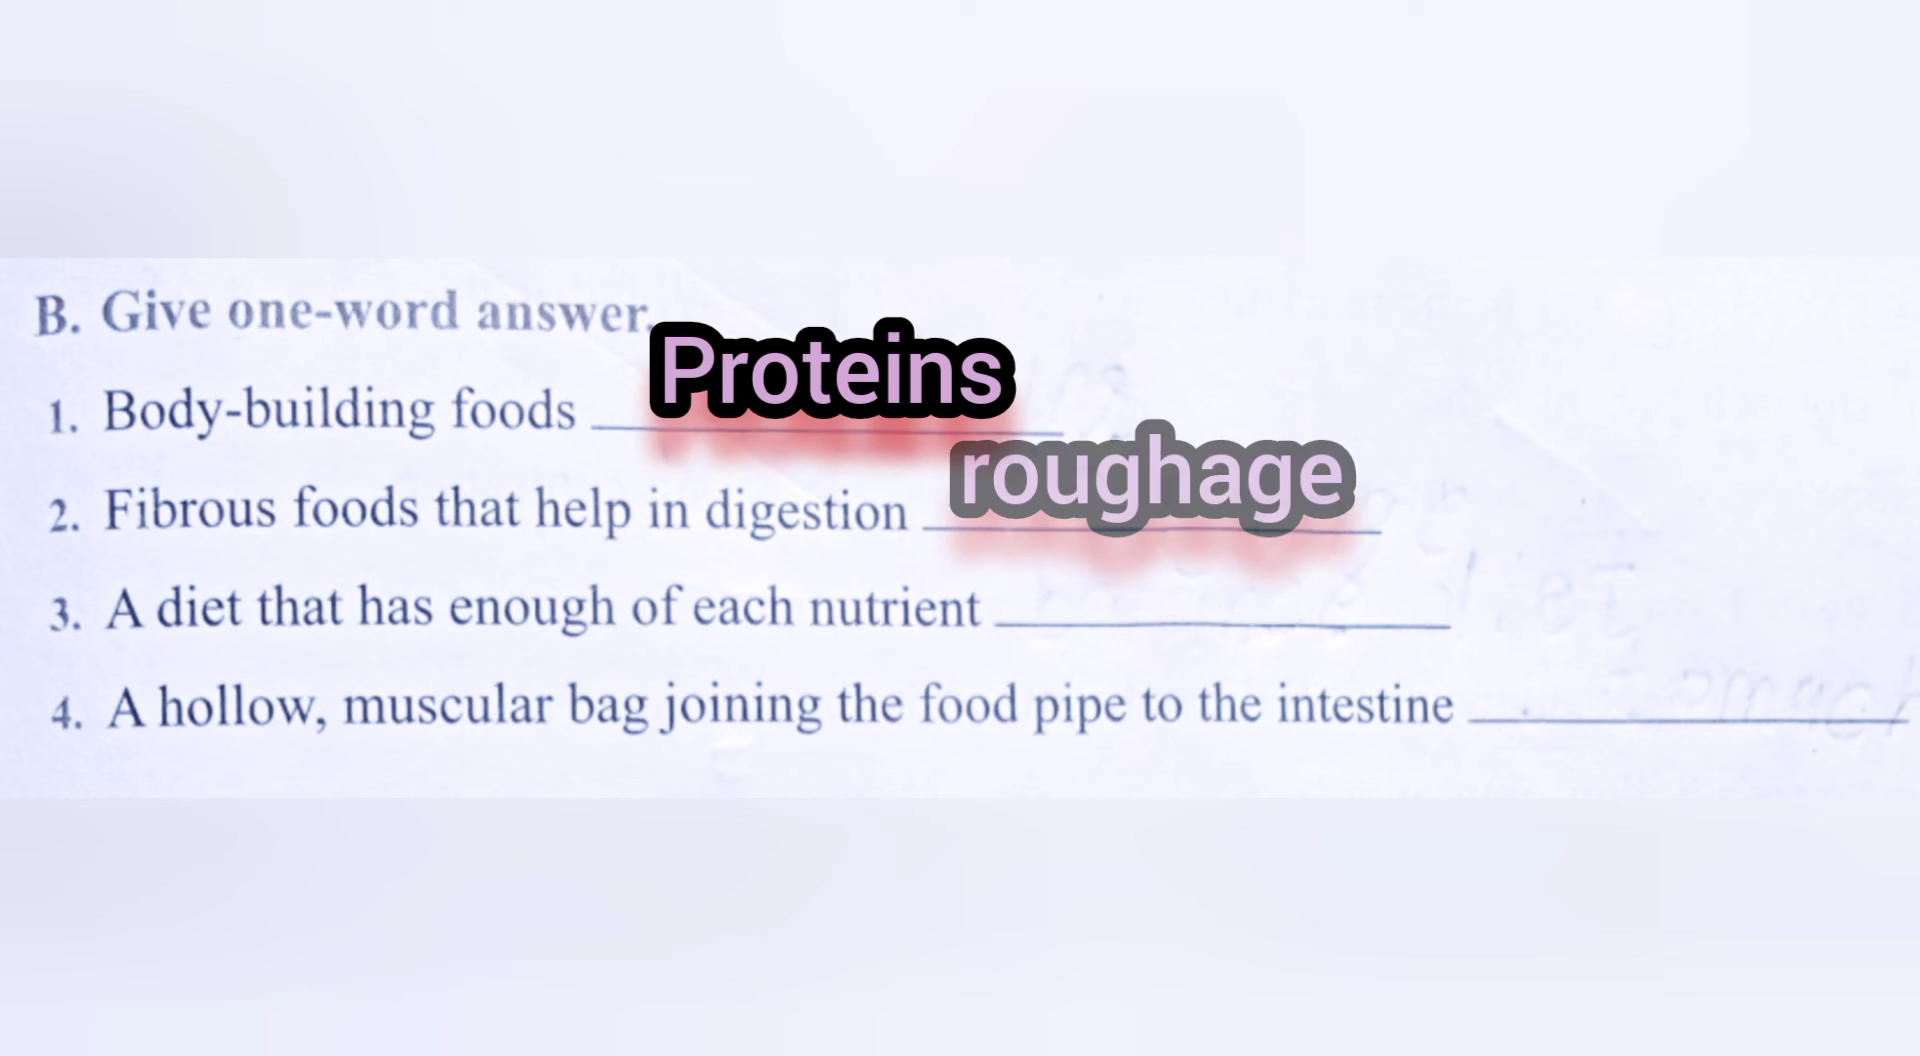 B. Give one-word answer.
1. Body-building foods Proteins
2. Fibrous foods that help in digestion roughage
3. A diet that has enough of each nutrient
4. A hollow, muscular bag joining the food pipe to the intestine